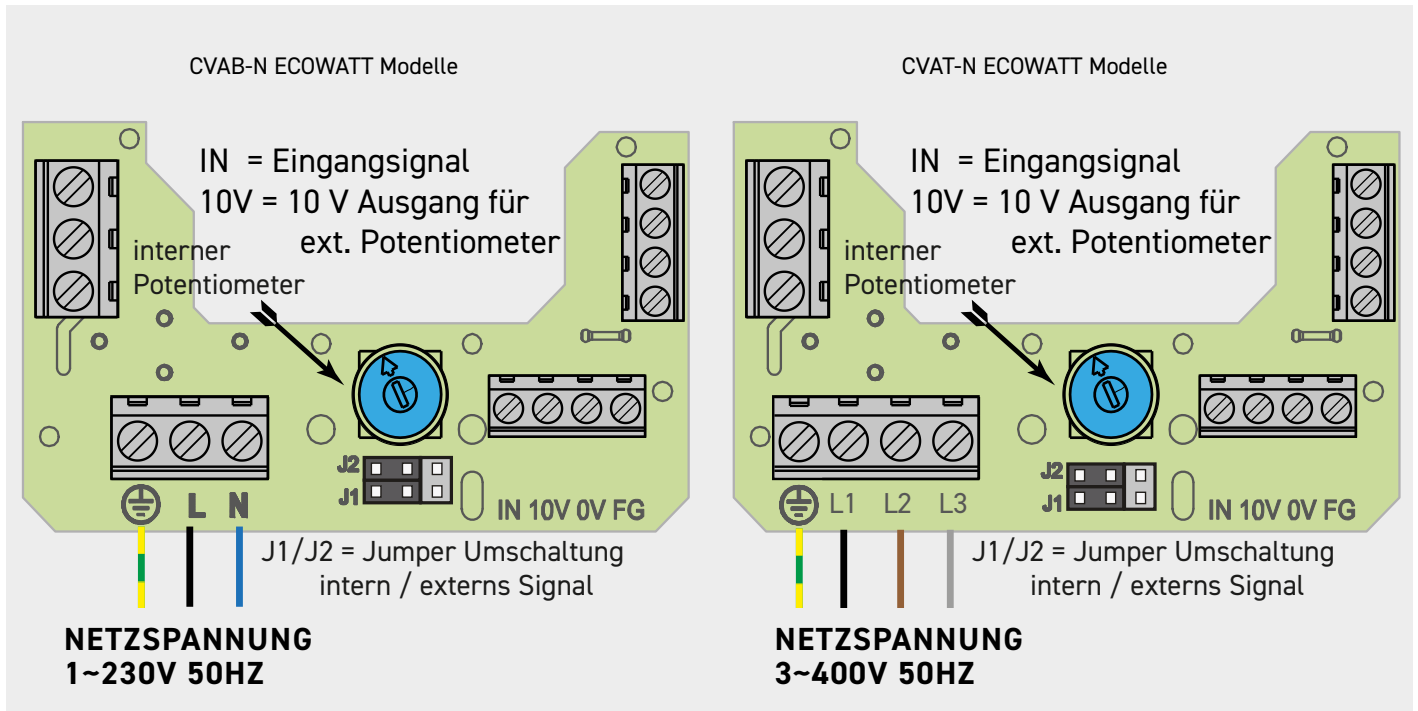 CVAB-N ECOWATT Modelle
IN = Eingangsignal
10V = 10 V Ausgang für
ext. Potentiometer
interner
Potentiometer
J2
J1
L N
IN 10V 0V FG
J1/J2 = Jumper Umschaltung
intern / externs Signal
NETZSPANNUNG
1~230V 50HZ
CVAT-N ECOWATT Modelle
IN = Eingangsignal
10V = 10 V Ausgang für
ext. Potentiometer
interner
Potentiometer
J2
J1
L1 L2 L3
IN 10V 0V FG
J1/J2 = Jumper Umschaltung
intern / externs Signal
NETZSPANNUNG
3~400V 50HZ